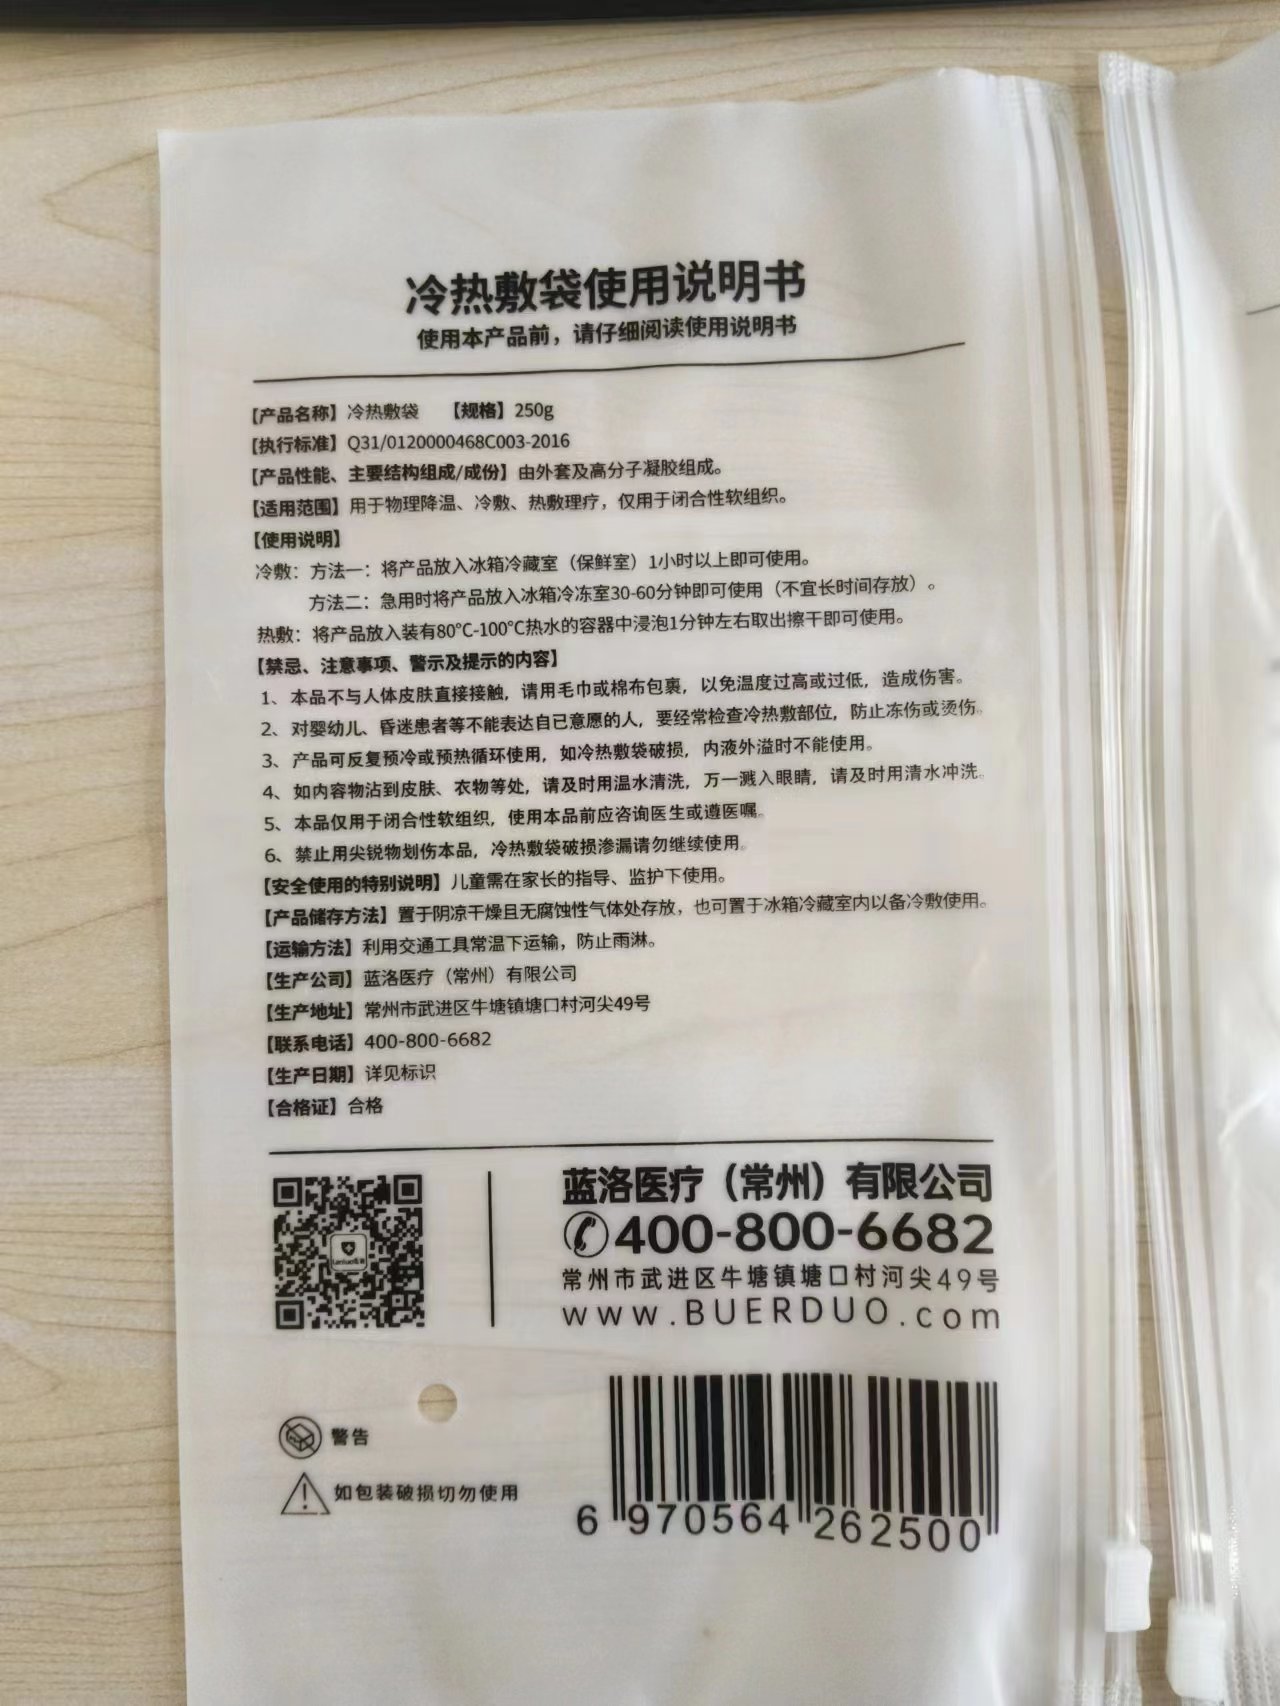 冷热敷袋使用说明书
使用本产品前，请仔细阅读使用说明书
【产品名称】冷热敷袋 【规格】250g
【执行标准】Q31/0120000468C003-2016
【产品性能、主要结构组成/成份】由外套及高分子凝胶组成。
【适用范围】用于物理降温、冷敷、热敷理疗，仅用于闭合性软组织。
【使用说明】
冷敷：方法一：将产品放入冰箱冷藏室（保鲜室）1小时以上即可使用。
方法二：急用时将产品放入冰箱冷冻室30-60分钟即可使用（不宜长时间存放）。
热敷：将产品放入装有80℃-100℃热水的容器中浸泡1分钟左右取出擦干即可使用。
【禁忌、注意事项、警示及提示的内容】
1、本品不与人体皮肤直接接触，请用毛巾或棉布包裹，以免温度过高或过低，造成伤害。
2、对婴幼儿、昏迷患者等不能表达自已意愿的人，要经常检查冷热敷部位，防止冻伤或烫伤。
3、产品可反复预冷或预热循环使用，如冷热敷袋破损，内液外溢时不能使用。
4、如内容物沾到皮肤、衣物等处，请及时用温水清洗，万一溅入眼睛，请及时用清水冲洗。
5、本品仅用于闭合性软组织，使用本品前应咨询医生或遵医嘱。
6、禁止用尖锐物划伤本品，冷热敷袋破损渗漏请勿继续使用。
【安全使用的特别说明】儿童需在家长的指导、监护下使用。
【产品储存方法】置于阴凉干燥且无腐蚀性气体处存放，也可置于冰箱冷藏室内以备冷敷使用。
【运输方法】利用交通工具常温下运输，防止雨淋。
【生产公司】蓝洛医疗（常州）有限公司
【生产地址】常州市武进区牛塘镇塘口村河尖49号
【联系电话】400-800-6682
【生产日期】详见标识
【合格证】合格
蓝洛医疗（常州）有限公司
400-800-6682
常州市武进区牛塘镇塘口村河尖49号
www.BUERDUO.com
警告
如包装破损切勿使用
6 970564 262500